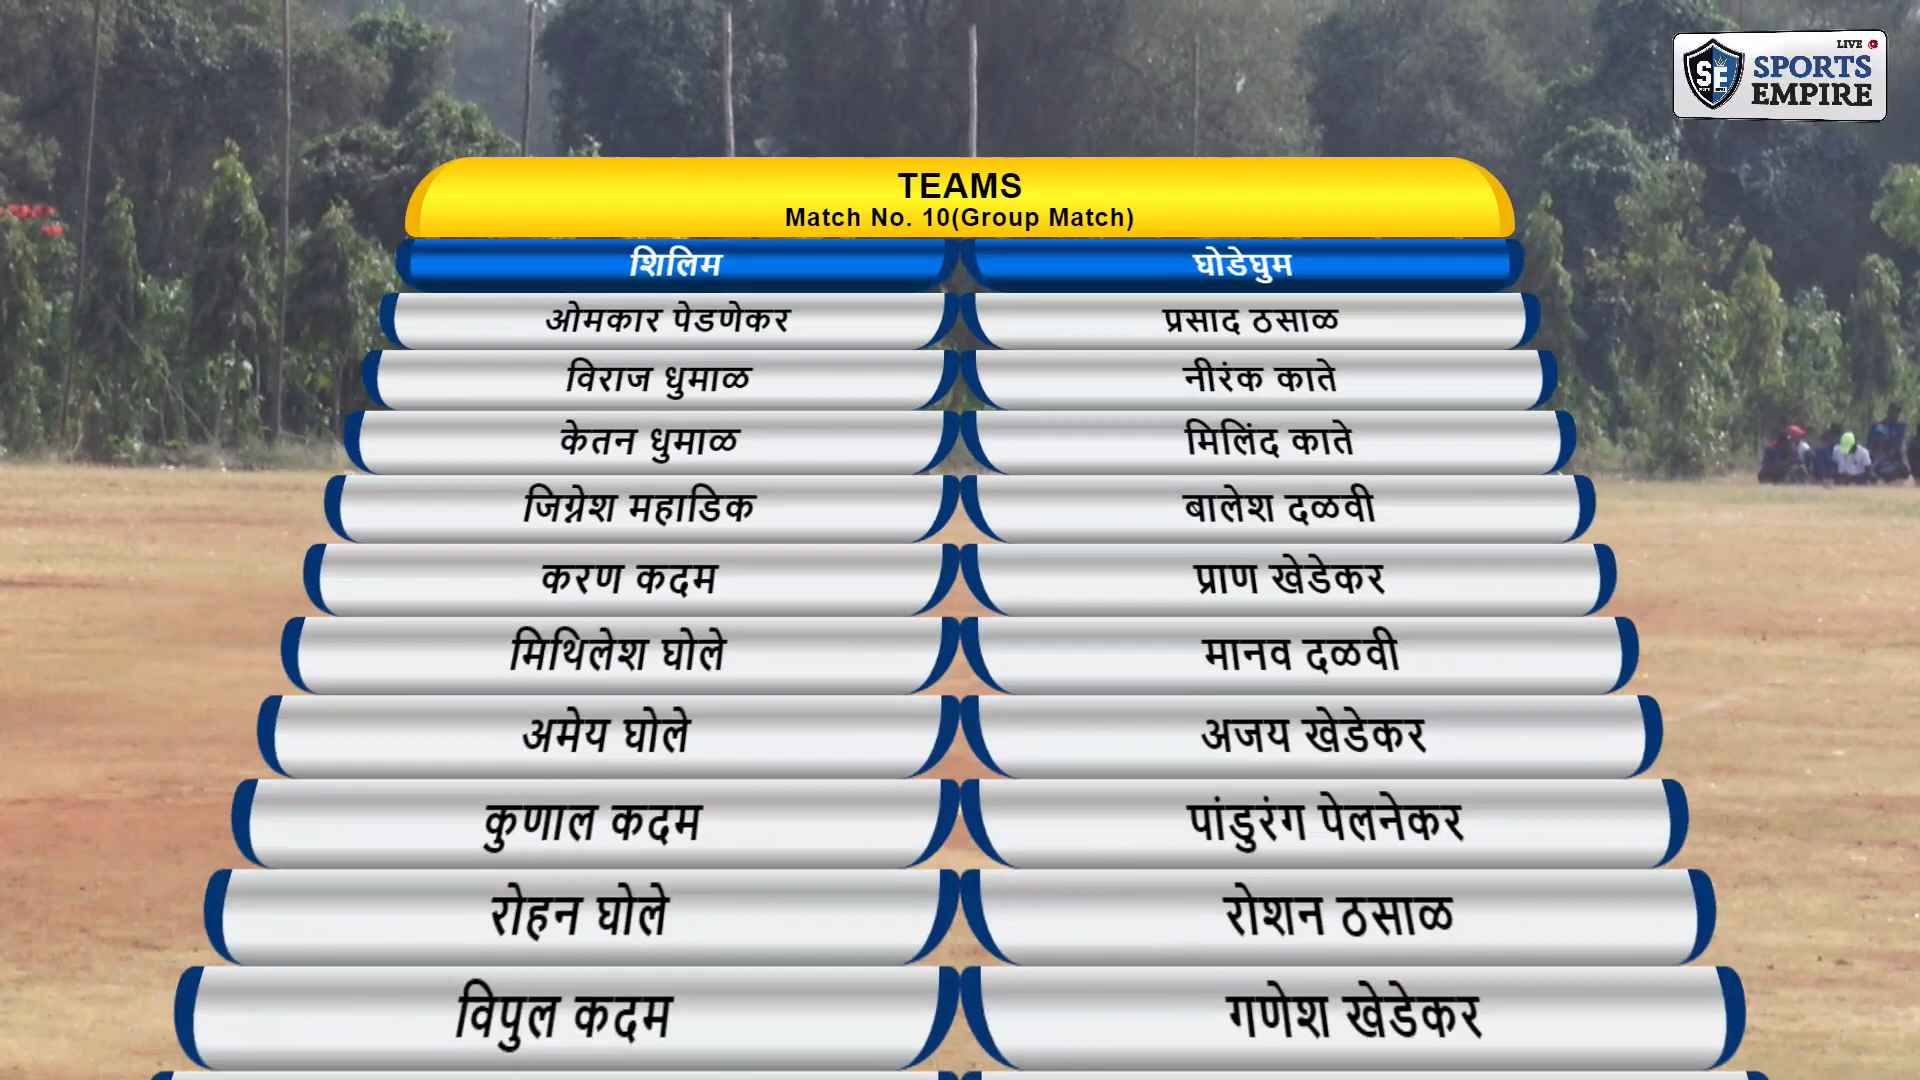 LIVE
SE SPORTS
EMPIRE
TEAMS
Match No. 10(Group Match)
शिलिम घोडेघुम
ओमकार पेडणेकर प्रसाद ठसाळ
विराज धुमाळ नीरंक काते
केतन धुमाळ मिलिंद काते
जिग्नेश महाडिक बालेश दळवी
करण कदम प्राण खेडेकर
मिथिलेश घोले मानव दळवी
अमेय घोले अजय खेडेकर
कुणाल कदम पांडुरंग पेलनेकर
रोहन घोले रोशन ठसाळ
विपुल कदम गणेश खेडेकर